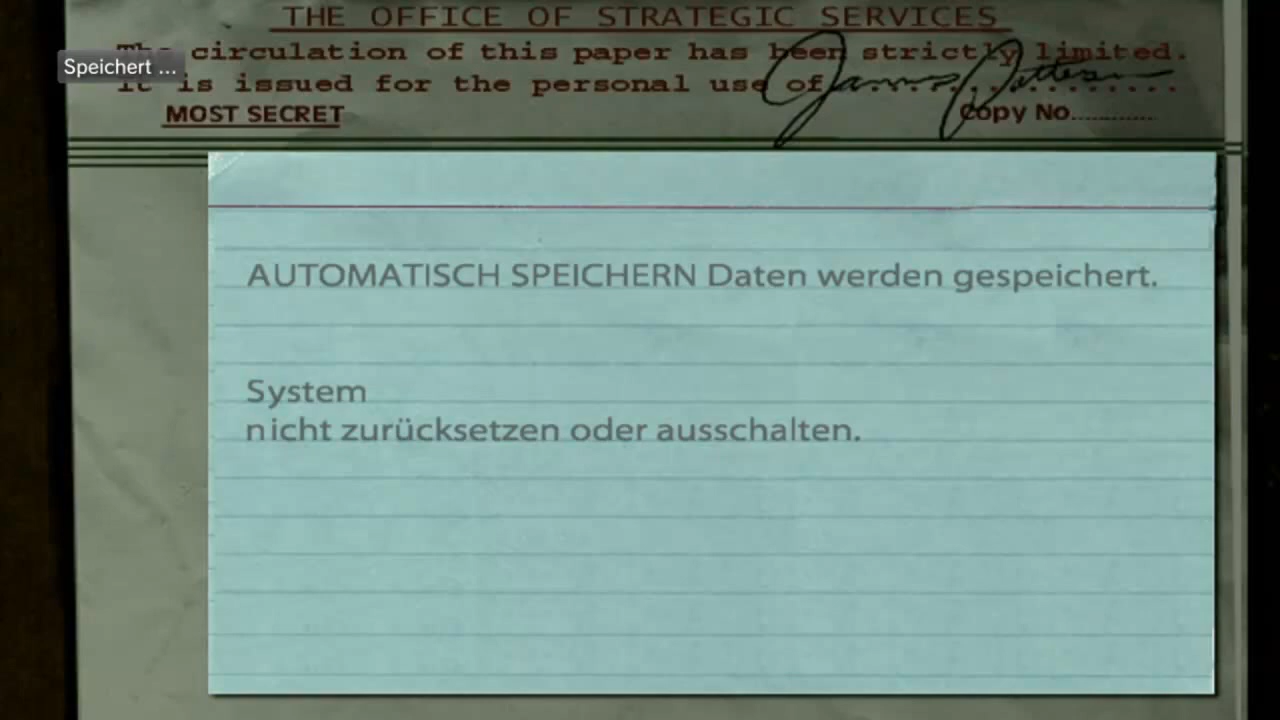 THE OFFICE OF STRATEGIC SERVICES
The circulation of this paper has been strictly limited.
Speichert ...
It is issued for the personal use of
MOST SECRET
Copy No............
AUTOMATISCH SPEICHERN Daten werden gespeichert.
System
nicht zurücksetzen oder ausschalten.